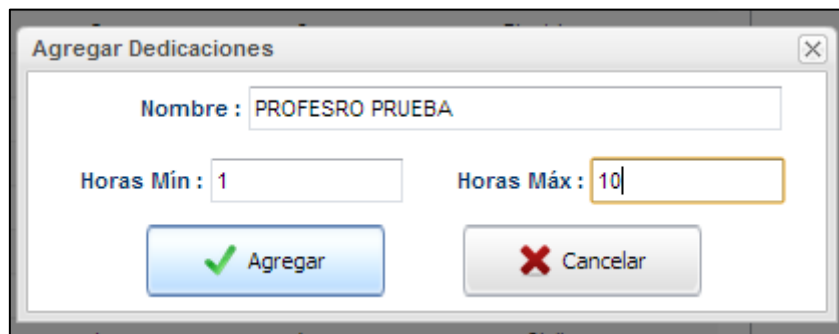 Agregar Dedicaciones
Nombre : PROFESRO PRUEBA
Horas Mín : 1 Horas Máx : 10
Agregar Cancelar